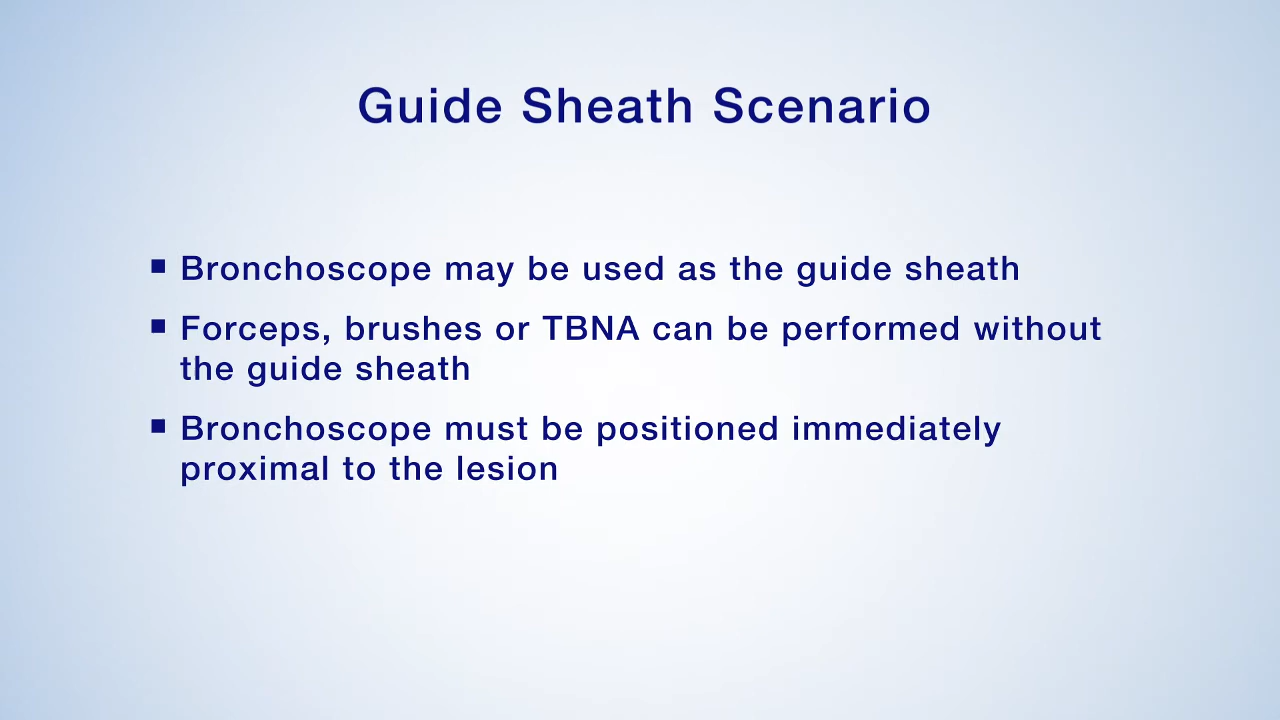 Guide Sheath Scenario
▪ Bronchoscope may be used as the guide sheath
▪ Forceps, brushes or TBNA can be performed without
the guide sheath
▪ Bronchoscope must be positioned immediately
proximal to the lesion